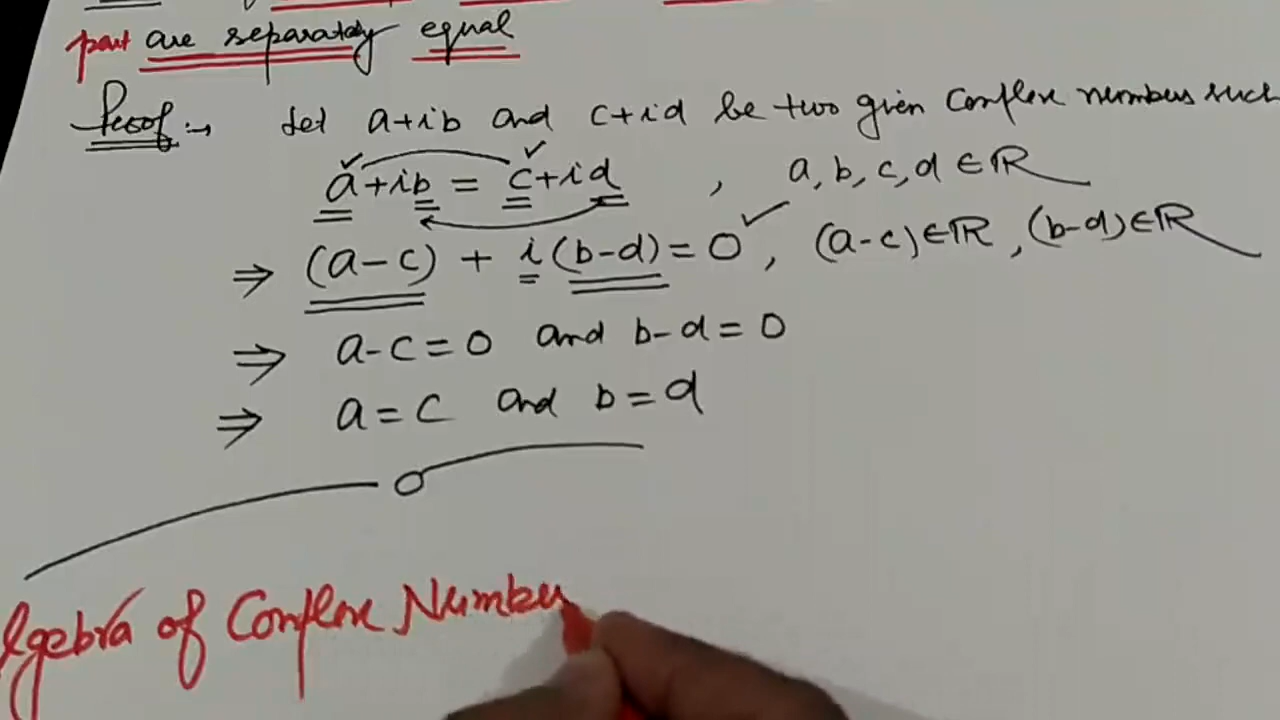 part are separately equal
Proof :→ Let a+ib and c+id be two given Complex numbers such
a+ib = c+id , a, b, c, d ∈ ℝ
⇒ (a-c) + i(b-d) = 0 , (a-c)∈ℝ , (b-d)∈ℝ
⇒ a-c=0 and b-d=0
⇒ a=c and b=d
lgebra of Complex Number